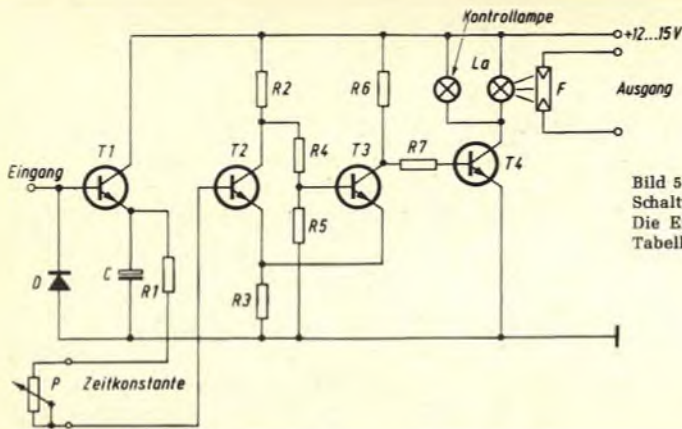 Kontrollampe
+12...15V
La
R2
R6
F
Ausgang
T1
T2
R4
T3
R7
T4
Eingang
R5
D
C
R1
R3
P
Zeitkonstante
Bild 5
Schalt
Die E
Tabell